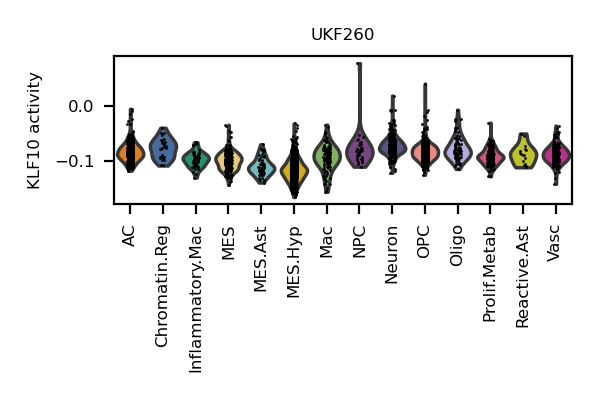 UKF260
KLF10 activity
0.0
−0.1
AC
Chromatin.Reg
Inflammatory.Mac
MES
MES.Ast
MES.Hyp
Mac
NPC
Neuron
OPC
Oligo
Prolif.Metab
Reactive.Ast
Vasc